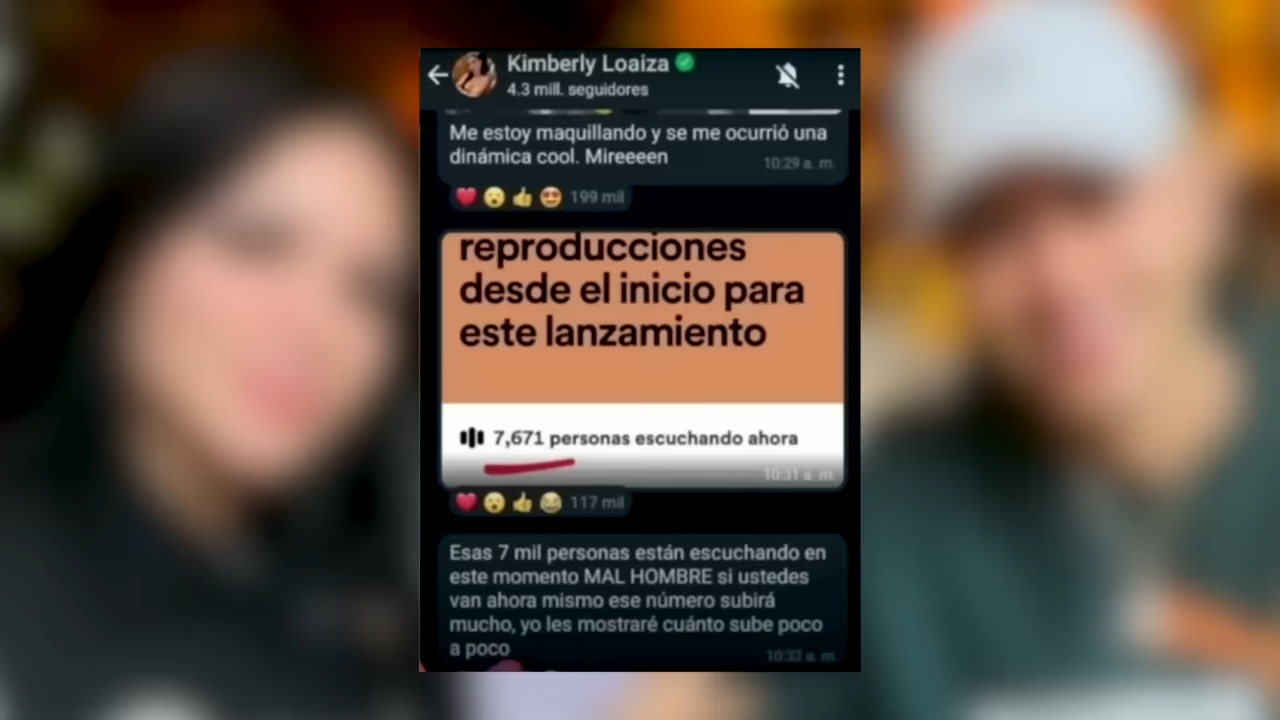 Kimberly Loaiza
4.3 mill. seguidores
Me estoy maquillando y se me ocurrió una
dinámica cool. Mireeeen
10:29 a. m.
199 mil
reproducciones
desde el inicio para
este lanzamiento
7,671 personas escuchando ahora
10:31 a. m.
117 mil
Esas 7 mil personas están escuchando en
este momento MAL HOMBRE si ustedes
van ahora mismo ese número subirá
mucho, yo les mostraré cuánto sube poco
a poco
10:32 a. m.